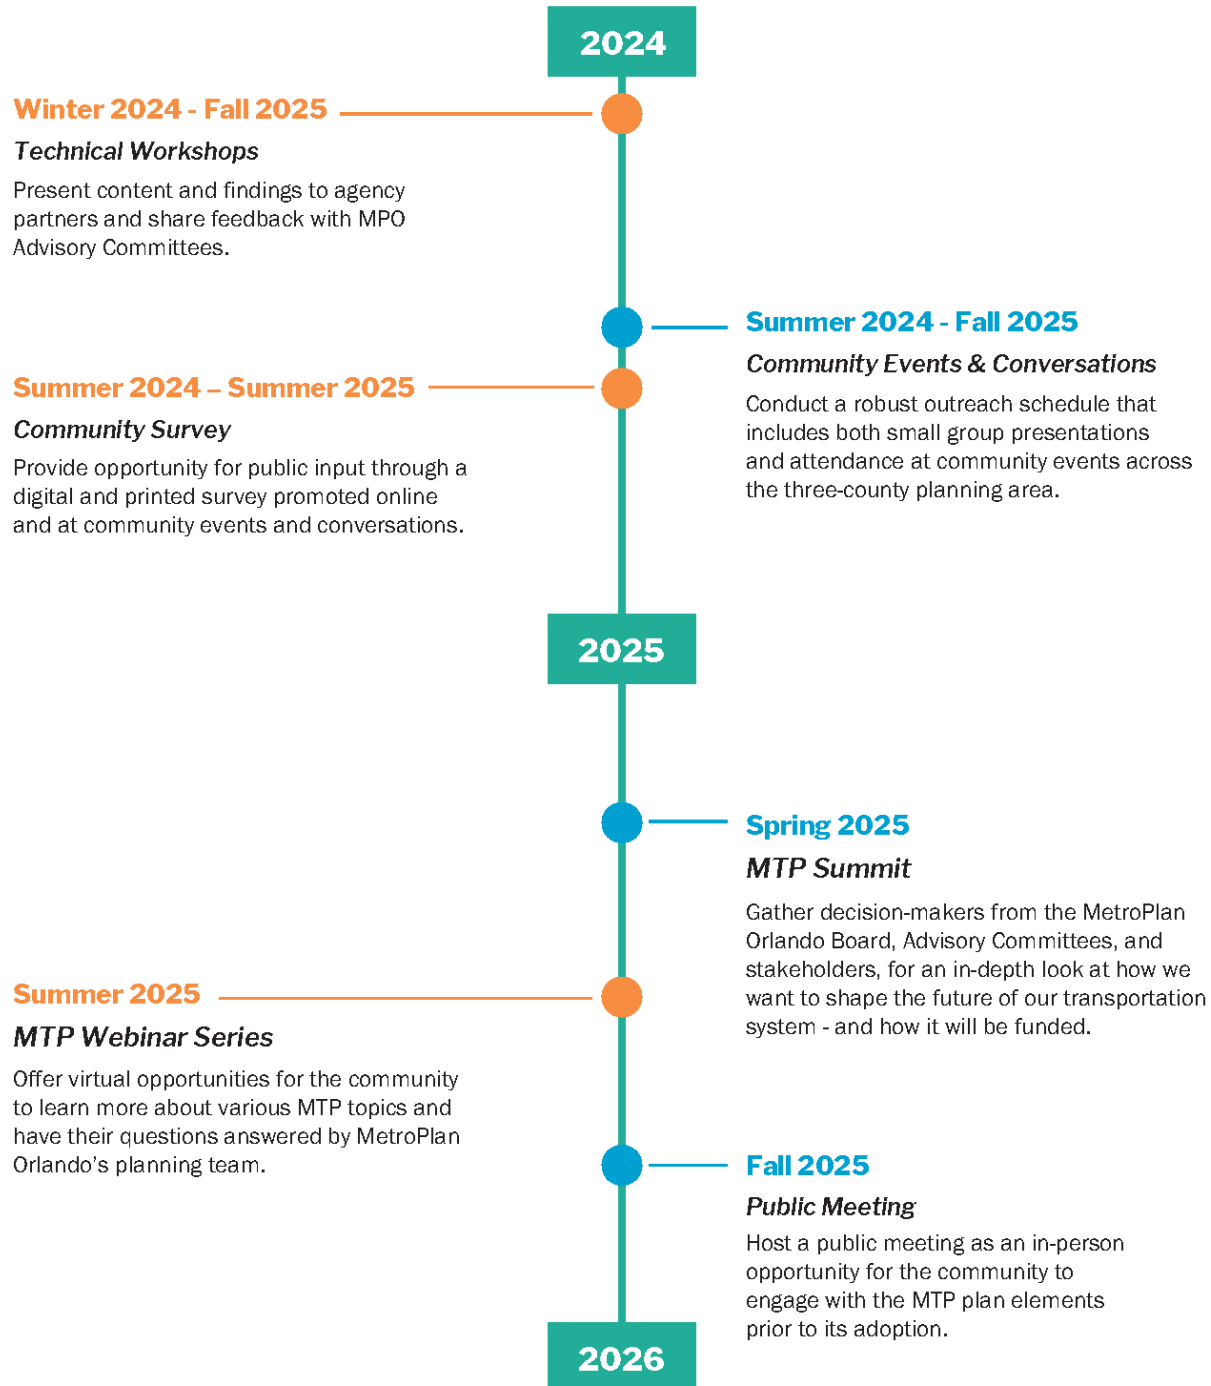 2024
Winter 2024 - Fall 2025
Technical Workshops
Present content and findings to agency
partners and share feedback with MPO
Advisory Committees.
Summer 2024 - Fall 2025
Community Events & Conversations
Conduct a robust outreach schedule that
includes both small group presentations
and attendance at community events across
the three-county planning area.
Summer 2024 – Summer 2025
Community Survey
Provide opportunity for public input through a
digital and printed survey promoted online
and at community events and conversations.
2025
Spring 2025
MTP Summit
Gather decision-makers from the MetroPlan
Orlando Board, Advisory Committees, and
stakeholders, for an in-depth look at how we
want to shape the future of our transportation
system - and how it will be funded.
Summer 2025
MTP Webinar Series
Offer virtual opportunities for the community
to learn more about various MTP topics and
have their questions answered by MetroPlan
Orlando’s planning team.
Fall 2025
Public Meeting
Host a public meeting as an in-person
opportunity for the community to
engage with the MTP plan elements
prior to its adoption.
2026